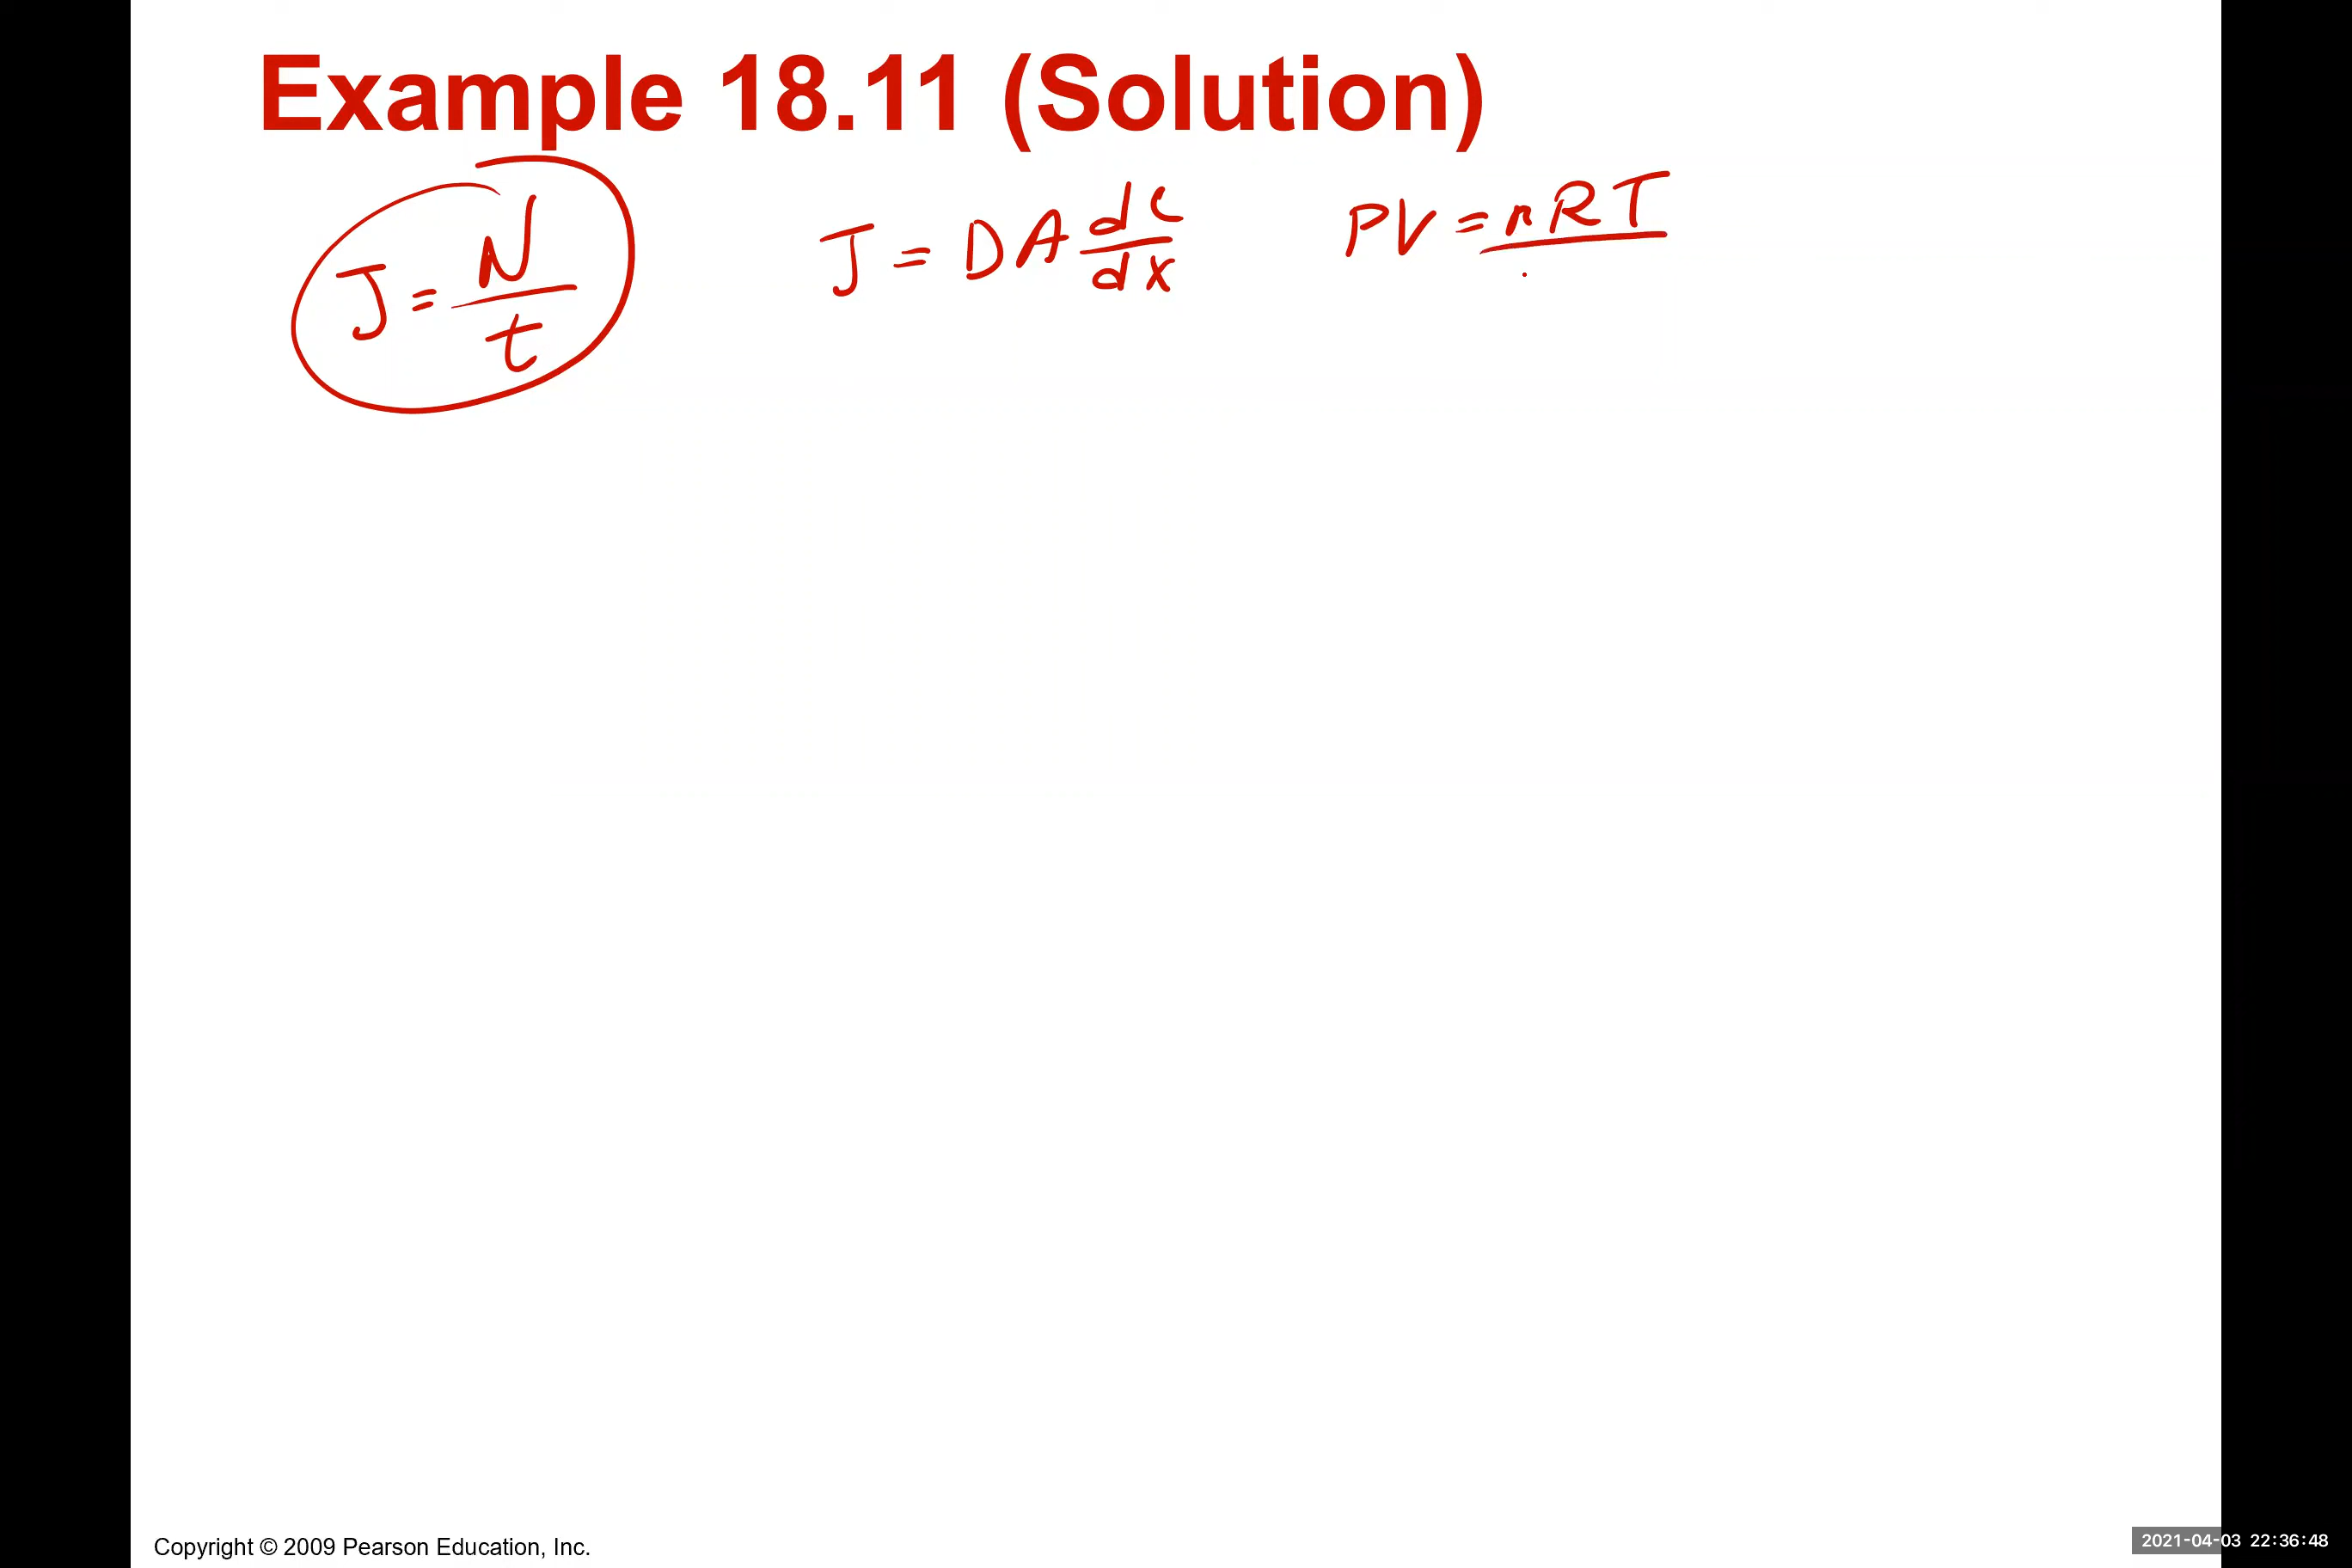 Example 18.11 (Solution)
J = N/t
J = DA dc/dx
PV = nRT
Copyright © 2009 Pearson Education, Inc.
2021-04-03 22:36:48